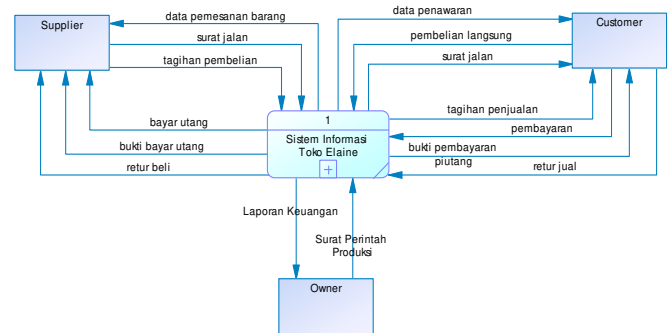 data pemesanan barang
data penawaran
Supplier
Customer
surat jalan
pembelian langsung
tagihan pembelian
surat jalan
1
bayar utang
tagihan penjualan
Sistem Informasi
Toko Elaine
pembayaran
bukti bayar utang
bukti pembayaran
piutang
retur beli
retur jual
Laporan Keuangan
Surat Perintah
Produksi
Owner